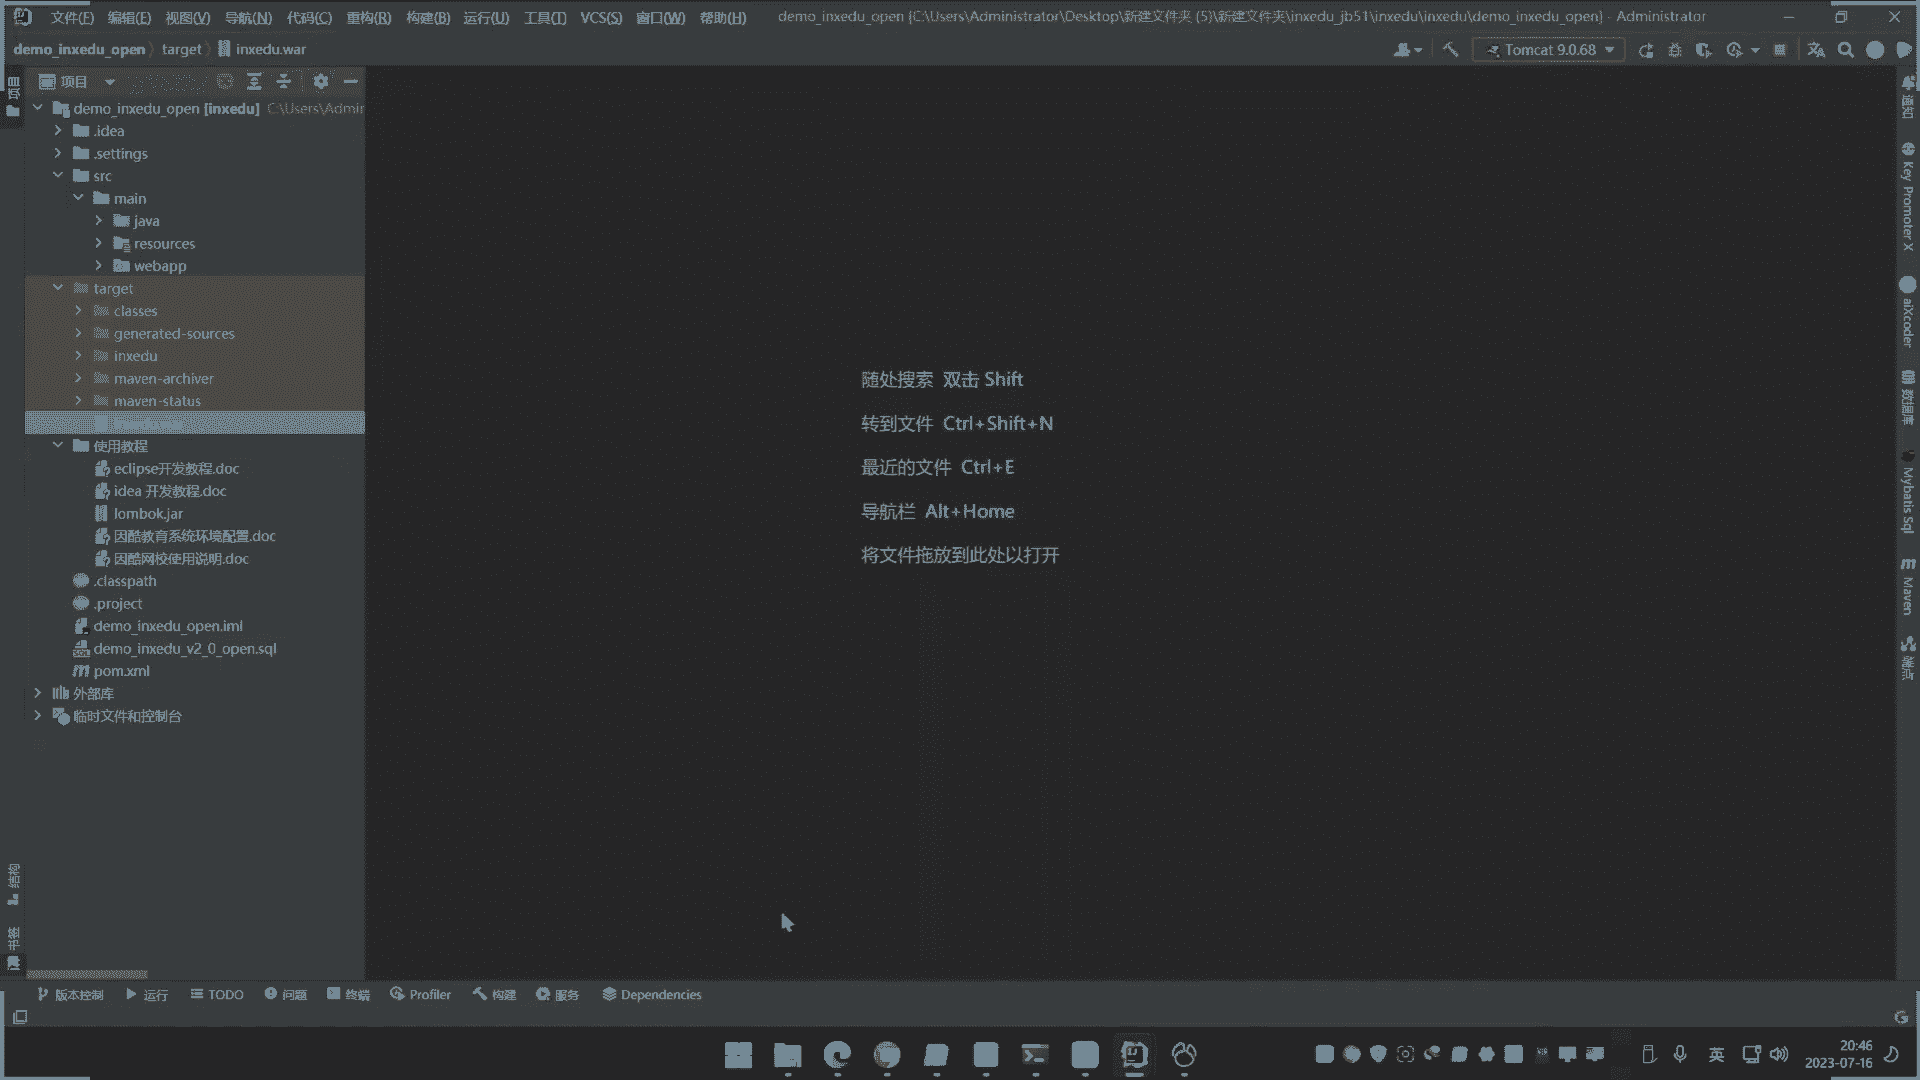 文件(F) 编辑(E) 视图(V) 导航(N) 代码(C) 重构(R) 构建(B) 运行(U) 工具(T) VCS(S) 窗口(W) 帮助(H) demo_inxedu_open [C:\Users\Administrator\Desktop\新建文件夹 (5)\新建文件夹\inxedu_jb51\inxedu\inxedu\demo_inxedu_open] - Administrator
demo_inxedu_open target inxedu.war Tomcat 9.0.68
项目
项目
demo_inxedu_open [inxedu] C:\Users\Admir
.idea
.settings
src
main
java
resources
webapp
target
classes
generated-sources
inxedu
maven-archiver
maven-status
使用教程
eclipse开发教程.doc
idea 开发教程.doc
lombok.jar
因酷教育系统环境配置.doc
因酷网校使用说明.doc
.classpath
.project
demo_inxedu_open.iml
demo_inxedu_v2_0_open.sql
pom.xml
外部库
临时文件和控制台
随处搜索 双击 Shift
转到文件 Ctrl+Shift+N
最近的文件 Ctrl+E
导航栏 Alt+Home
将文件拖放到此处以打开
通知
Key Promoter X
aiXcoder
数据库
Mybatis Sql
m Maven
结构
书签
版本控制 运行 TODO 问题 终端 Profiler 构建 服务 Dependencies
英
20:46
2023-07-16